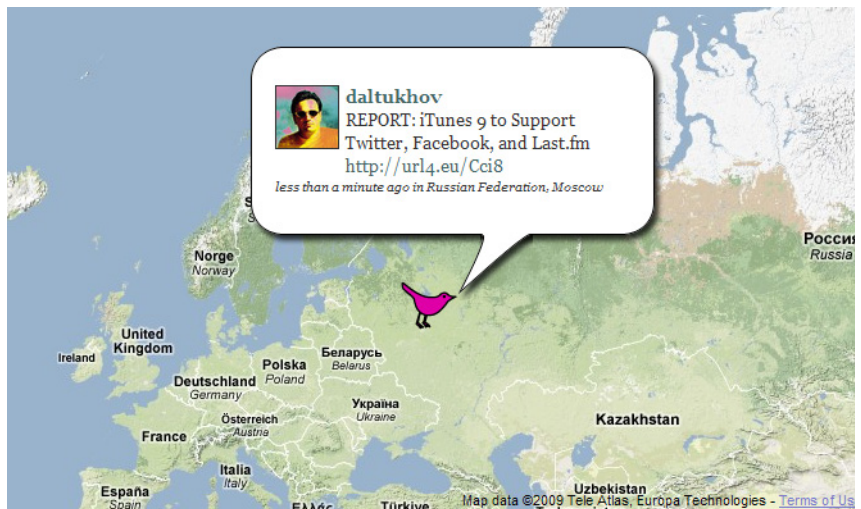 daltukhov
REPORT: iTunes 9 to Support
Twitter, Facebook, and Last.fm
http://url4.eu/Cci8
less than a minute ago in Russian Federation, Moscow
Norge
Norway
Россия
Russia
United
Kingdom
Ireland
Polska
Poland
Беларусь
Belarus
Deutschland
Germany
Україна
Ukraine
Österreich
Austria
Kazakhstan
France
Italia
Italy
España
Spain
Türkiye
Uzbekistan
Map data ©2009 Tele Atlas, Europa Technologies - Terms of Us